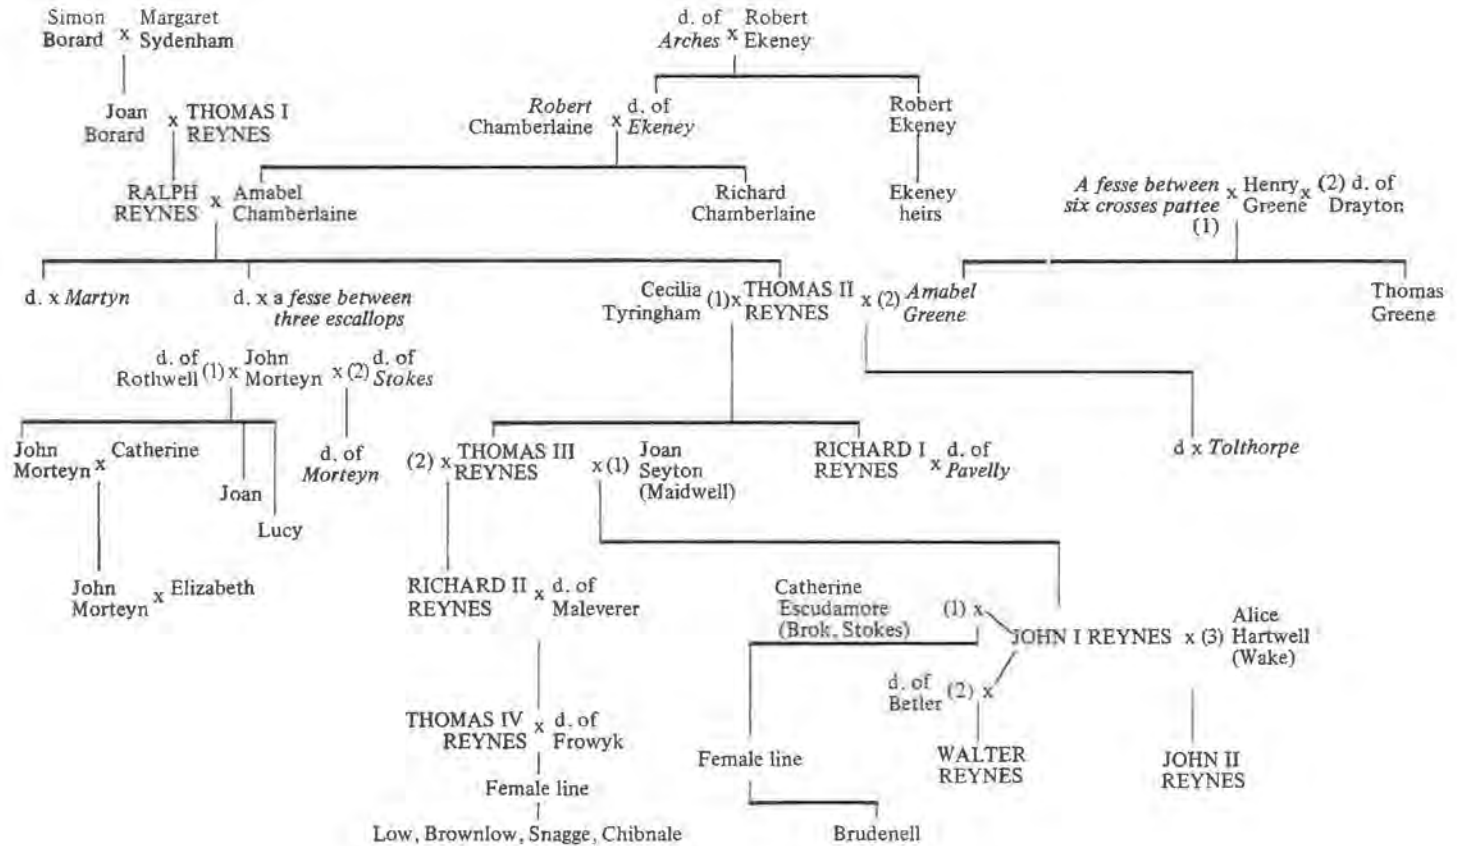 Simon Borard x Margaret Sydenham
d. of Arches x Robert Ekeney
Joan Borard x THOMAS I REYNES
Robert Chamberlaine x d. of Ekeney
Robert Ekeney
RALPH REYNES x Amabel Chamberlaine
Richard Chamberlaine
Ekeney heirs
A fesse between six crosses pattee (1) x Henry Greene x (2) d. of Drayton
d. x Martyn
d. x a fesse between three escallops
Cecilia Tyringham (1) x THOMAS II REYNES x (2) Amabel Greene
Thomas Greene
d. of Rothwell (1) x John Morteyn x (2) d. of Stokes
John Morteyn x Catherine
Joan
Lucy
d. of Morteyn
(2) x THOMAS III REYNES x (1) Joan Seyton (Maidwell)
RICHARD I REYNES x d. of Pavelly
d x Tolthorpe
John Morteyn x Elizabeth
RICHARD II REYNES x d. of Maleverer
Catherine Escudamore (Brok, Stokes) (1) x
JOHN I REYNES x (3) Alice Hartwell (Wake)
d. of Betler (2) x
THOMAS IV REYNES x d. of Frowyk
Female line
WALTER REYNES
JOHN II REYNES
Female line
Low, Brownlow, Snagge, Chibnale
Brudenell